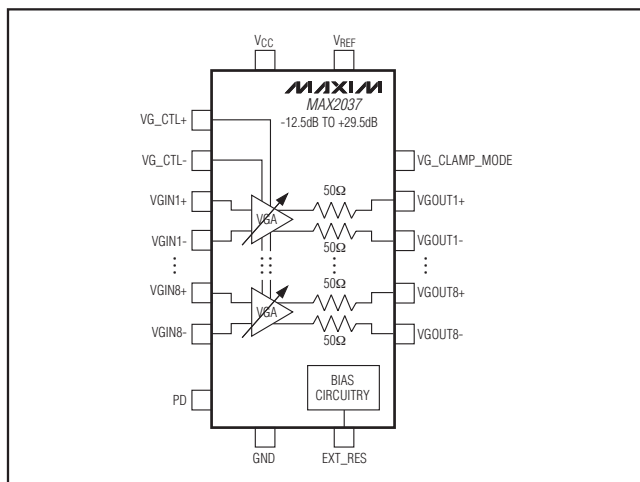 VCC
VREF
MAXIM
MAX2037
-12.5dB TO +29.5dB
VG_CTL+
VG_CTL-
VG_CLAMP_MODE
VGIN1+
VGA
50Ω
VGOUT1+
VGIN1-
50Ω
VGOUT1-
VGIN8+
VGA
50Ω
VGOUT8+
VGIN8-
50Ω
VGOUT8-
BIAS
CIRCUITRY
PD
GND
EXT_RES